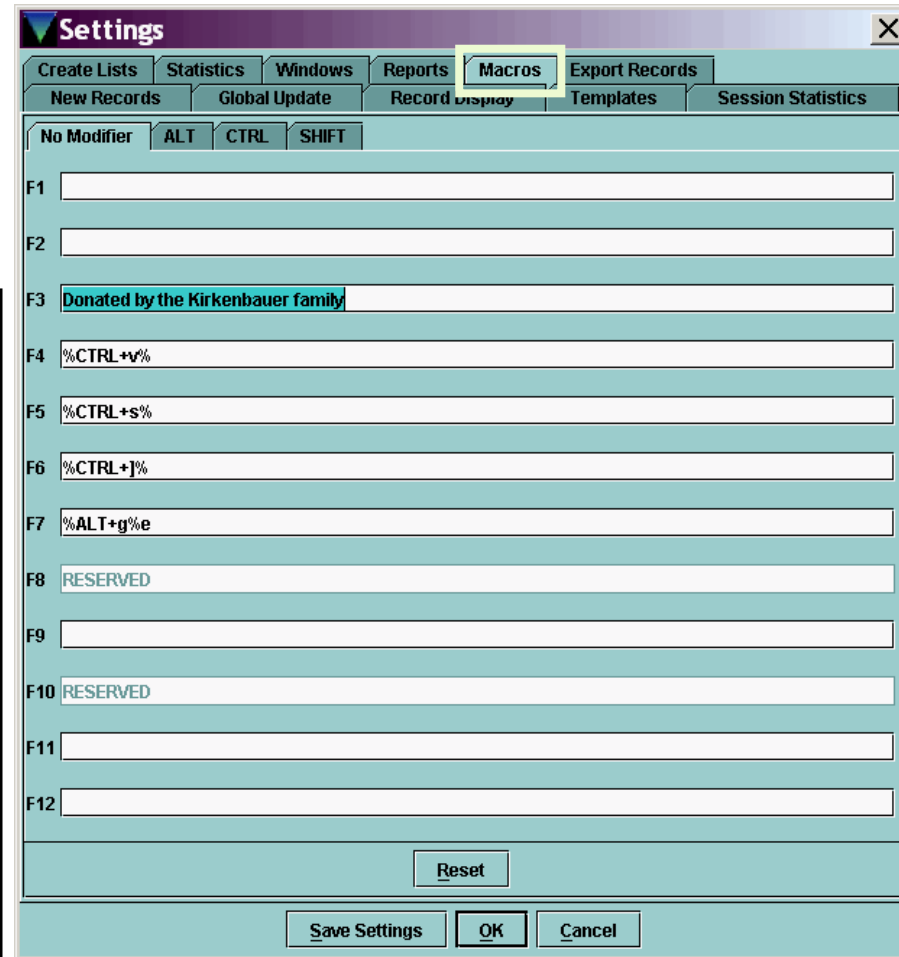 Settings
Create Lists Statistics Windows Reports Macros Export Records
New Records Global Update Record Display Templates Session Statistics
No Modifier ALT CTRL SHIFT
F1
F2
F3 Donated by the Kirkenbauer family
F4 %CTRL+v%
F5 %CTRL+s%
F6 %CTRL+]%
F7 %ALT+g%e
F8 RESERVED
F9
F10 RESERVED
F11
F12
Reset
Save Settings OK Cancel